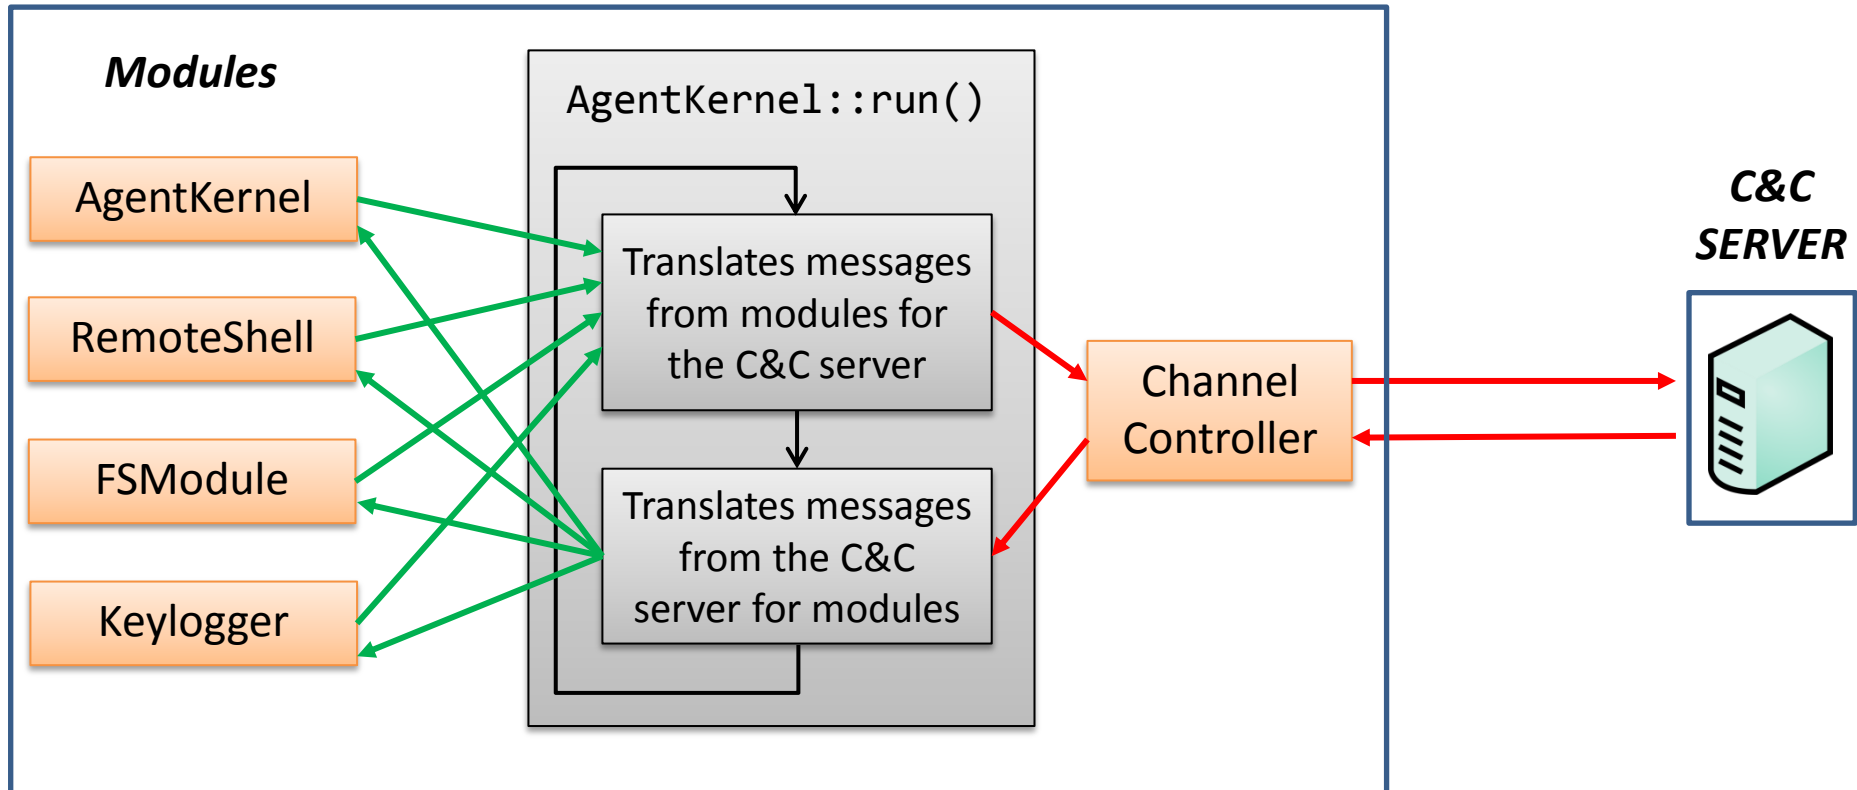 Modules
AgentKernel
RemoteShell
FSModule
Keylogger
AgentKernel::run()
Translates messages
from modules for
the C&C server
Translates messages
from the C&C
server for modules
Channel
Controller
C&C
SERVER